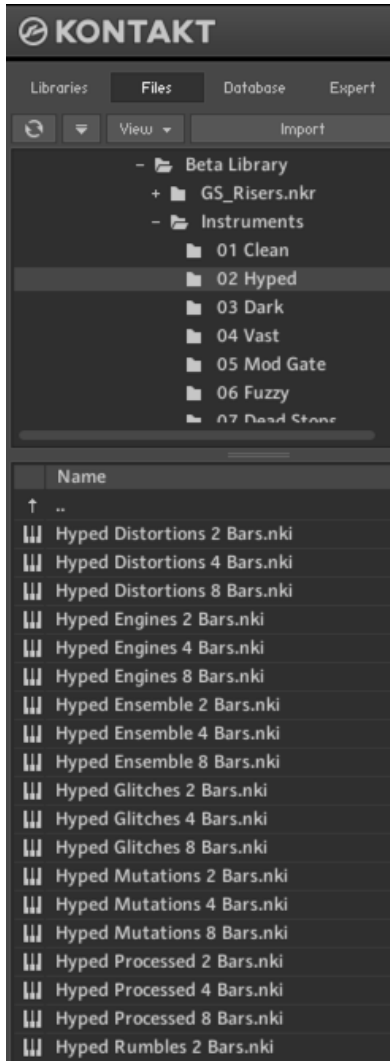 KONTAKT
Libraries Files Database Expert
View Import
Beta Library
GS_Risers.nkr
Instruments
01 Clean
02 Hyped
03 Dark
04 Vast
05 Mod Gate
06 Fuzzy
07 Dead Stops
Name
..
Hyped Distortions 2 Bars.nki
Hyped Distortions 4 Bars.nki
Hyped Distortions 8 Bars.nki
Hyped Engines 2 Bars.nki
Hyped Engines 4 Bars.nki
Hyped Engines 8 Bars.nki
Hyped Ensemble 2 Bars.nki
Hyped Ensemble 4 Bars.nki
Hyped Ensemble 8 Bars.nki
Hyped Glitches 2 Bars.nki
Hyped Glitches 4 Bars.nki
Hyped Glitches 8 Bars.nki
Hyped Mutations 2 Bars.nki
Hyped Mutations 4 Bars.nki
Hyped Mutations 8 Bars.nki
Hyped Processed 2 Bars.nki
Hyped Processed 4 Bars.nki
Hyped Processed 8 Bars.nki
Hyped Rumbles 2 Bars.nki